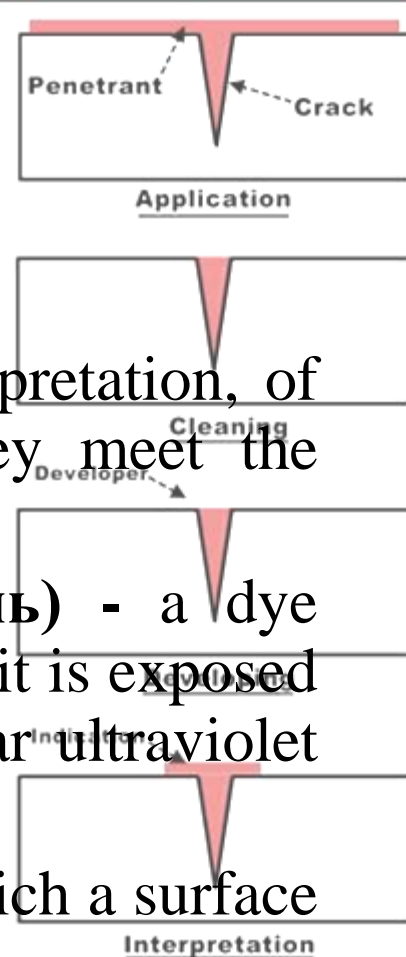 Penetrant
Crack
Application
pretation, of
Cleaning
ey meet the
Developer
ь) - a dye
it is exposed
Developing
ar ultraviolet
Indication
ich a surface
Interpretation